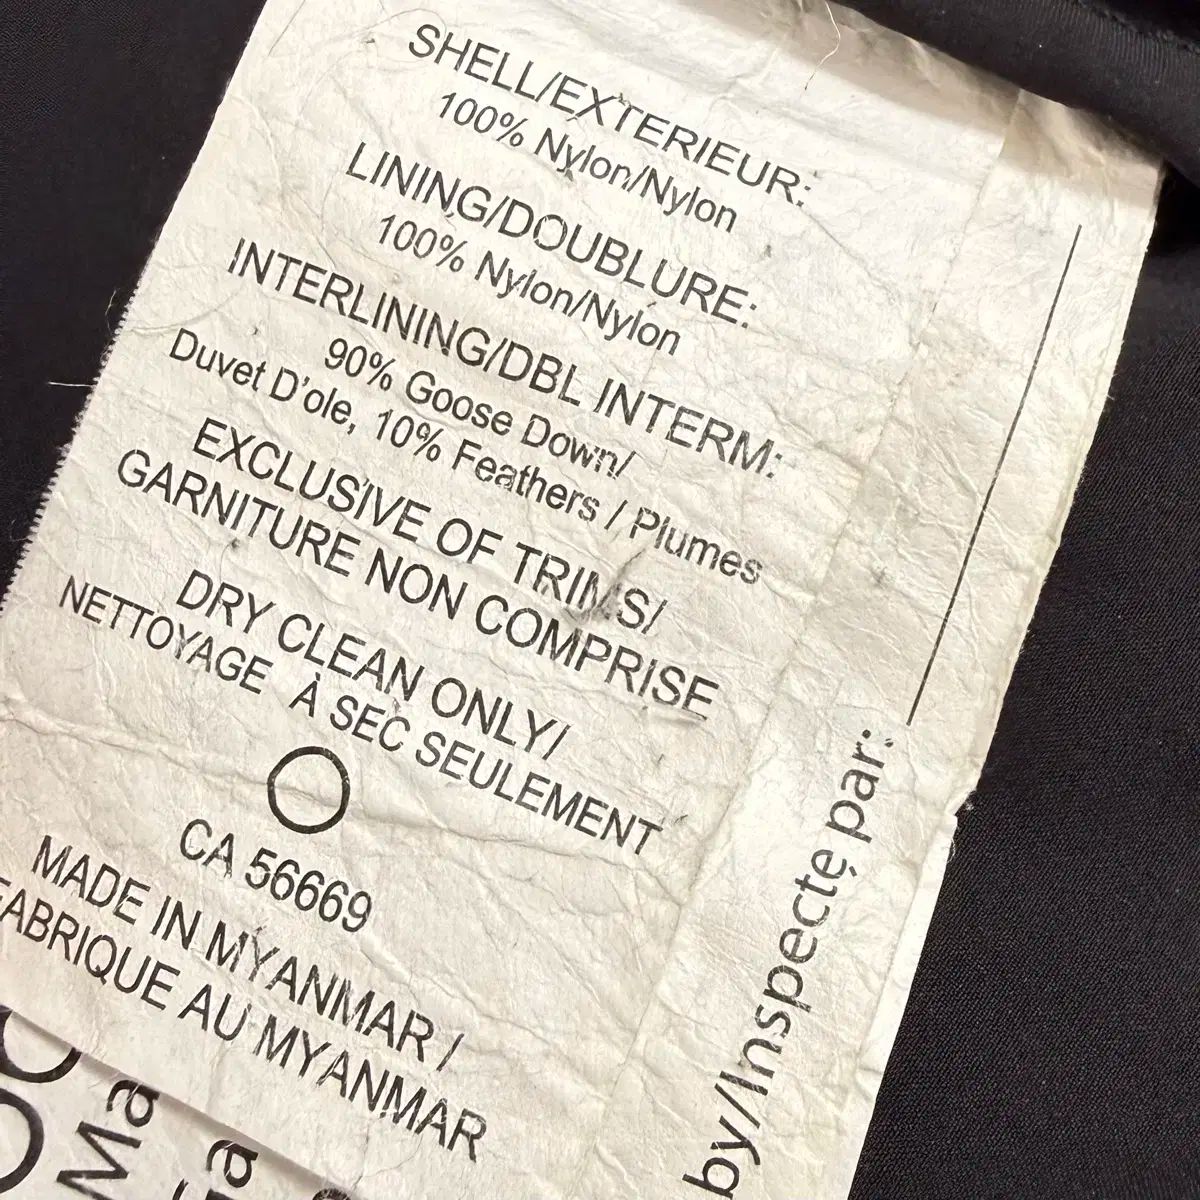 SHELL/EXTERIEUR:
100% Nylon/Nylon
LINING/DOUBLURE:
100% Nylon/Nylon
INTERLINING/DBL INTERM:
90% Goose Down/
Duvet D'ole, 10% Feathers / Plumes
EXCLUSIVE OF TRIMS/
GARNITURE NON COMPRISE
DRY CLEAN ONLY/
NETTOYAGE À SEC SEULEMENT
CA 56669
MADE IN MYANMAR /
FABRIQUE AU MYANMAR
by/Inspecte par:
Ma